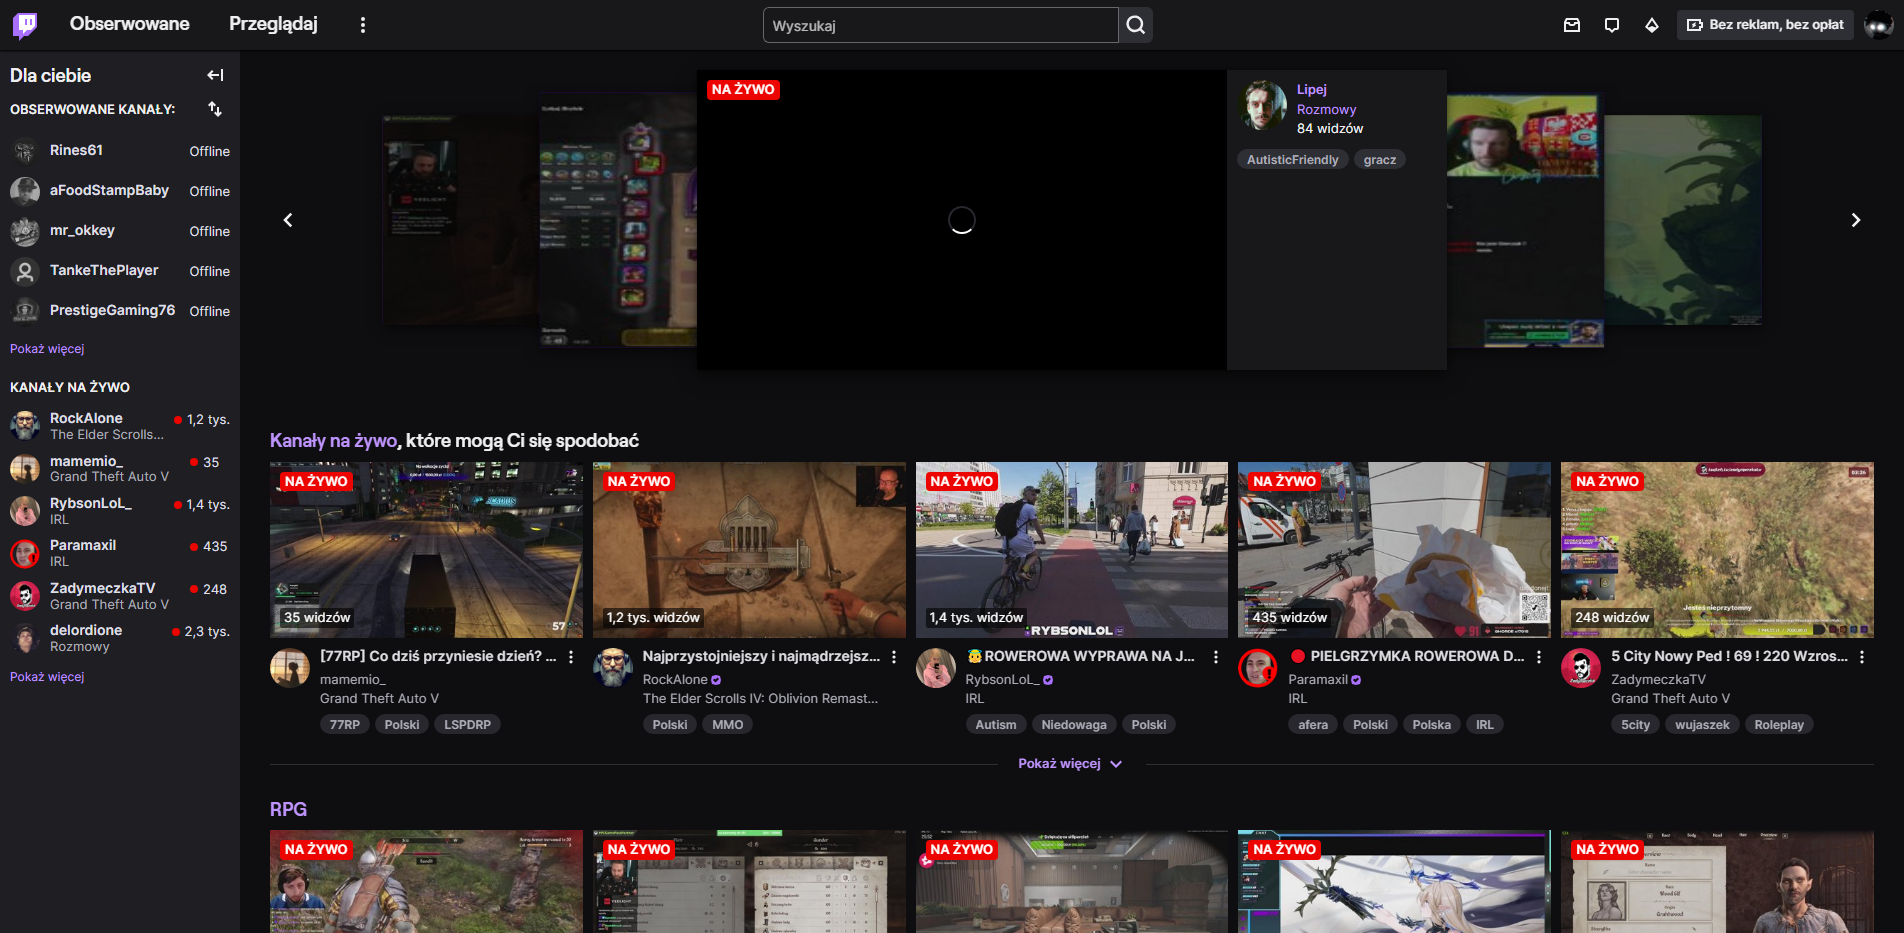 Obserwowane
Przeglądaj
Wyszukaj
Bez reklam, bez opłat
Dla ciebie
OBSERWOWANE KANAŁY:
Rines61
Offline
aFoodStampBaby
Offline
mr_okkey
Offline
TankeThePlayer
Offline
PrestigeGaming76
Offline
Pokaż więcej
KANAŁY NA ŻYWO
RockAlone
1,2 tys.
The Elder Scrolls...
mamemio_
35
Grand Theft Auto V
RybsonLoL_
1,4 tys.
IRL
Paramaxil
435
IRL
ZadymeczkaTV
248
Grand Theft Auto V
delordione
2,3 tys.
Rozmowy
Pokaż więcej
NA ŻYWO
Lipej
Rozmowy
84 widzów
AutisticFriendly
gracz
Kanały na żywo, które mogą Ci się spodobać
NA ŻYWO
35 widzów
57
[77RP] Co dziś przyniesie dzień? ...
mamemio_
Grand Theft Auto V
77RP
Polski
LSPDRP
NA ŻYWO
1,2 tys. widzów
Najprzystojniejszy i najmądrzejsz...
RockAlone
The Elder Scrolls IV: Oblivion Remast...
Polski
MMO
NA ŻYWO
1,4 tys. widzów
RYBSONLOL
ROWEROWA WYPRAWA NA J...
RybsonLoL_
IRL
Autism
Niedowaga
Polski
NA ŻYWO
435 widzów
91
PIELGRZYMKA ROWEROWA D...
Paramaxil
IRL
afera
Polski
Polska
IRL
NA ŻYWO
Jesteś nieprzytomny
248 widzów
5 City Nowy Ped ! 69 ! 220 Wzros...
ZadymeczkaTV
Grand Theft Auto V
5city
wujaszek
Roleplay
Pokaż więcej
RPG
NA ŻYWO
NA ŻYWO
NA ŻYWO
NA ŻYWO
NA ŻYWO